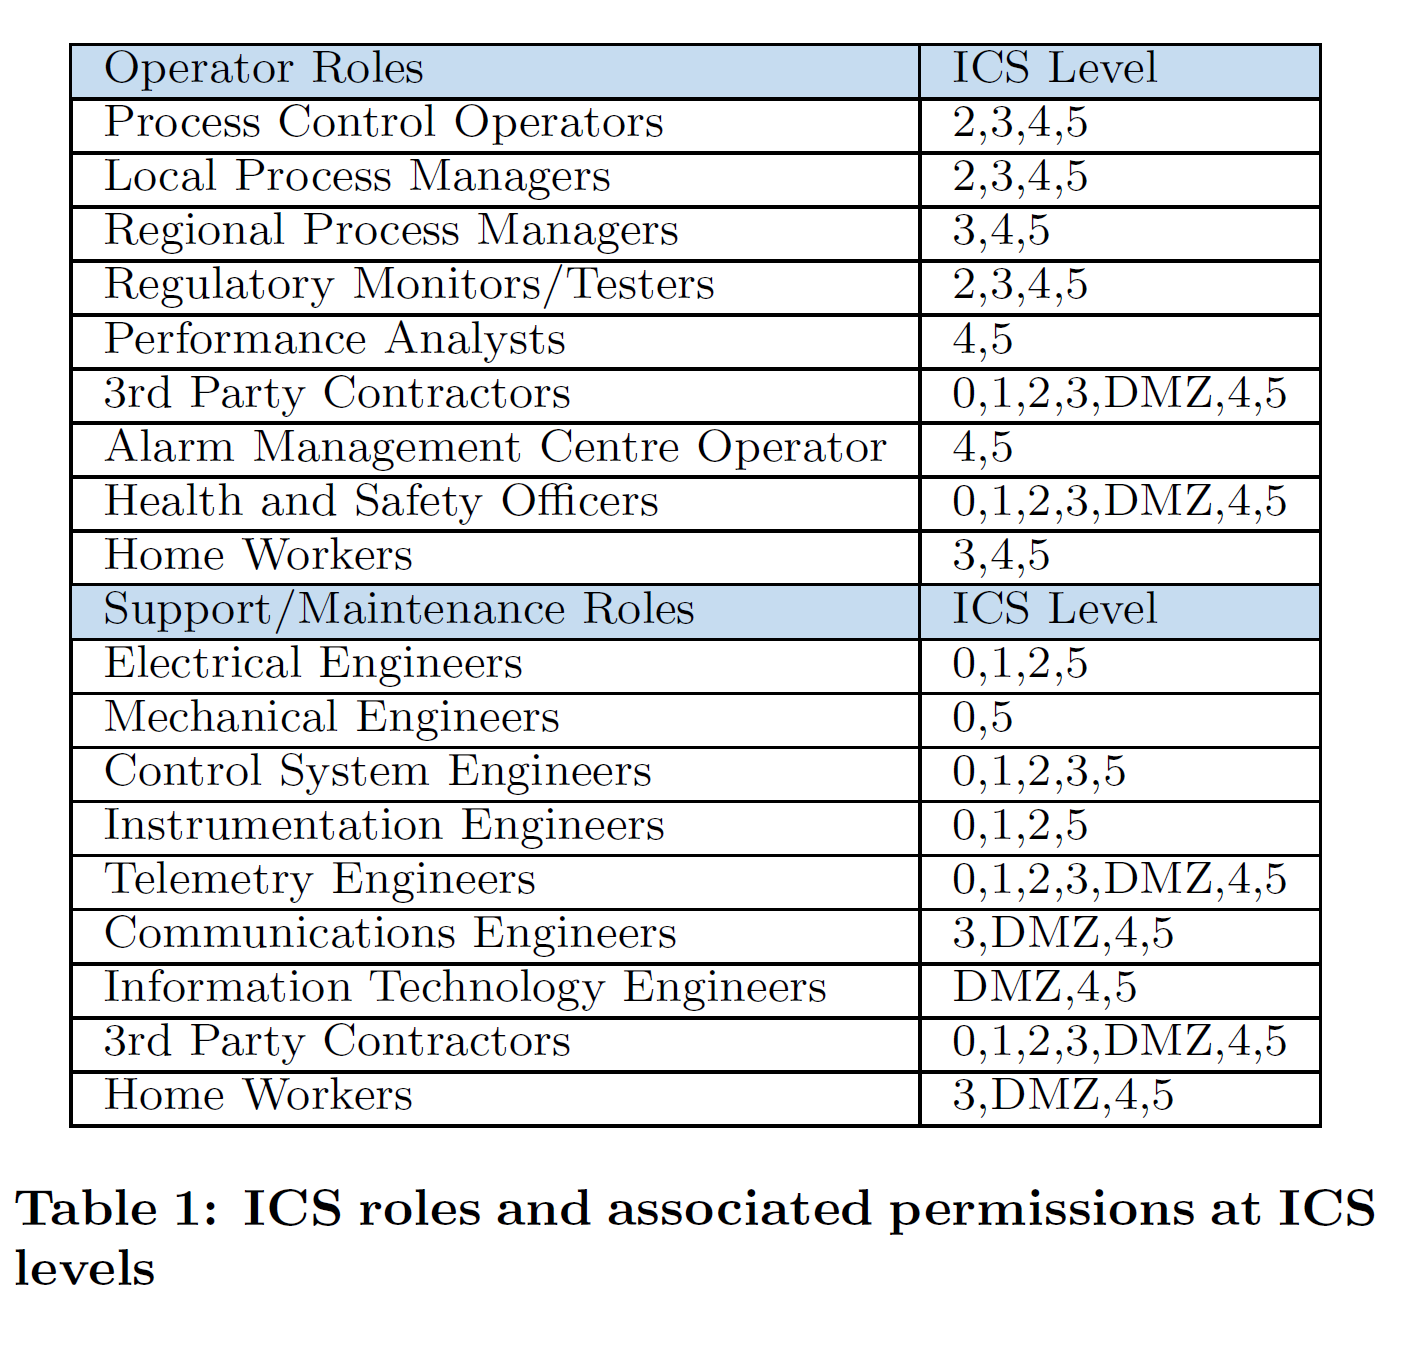 Operator Roles ICS Level
Process Control Operators 2,3,4,5
Local Process Managers 2,3,4,5
Regional Process Managers 3,4,5
Regulatory Monitors/Testers 2,3,4,5
Performance Analysts 4,5
3rd Party Contractors 0,1,2,3,DMZ,4,5
Alarm Management Centre Operator 4,5
Health and Safety Officers 0,1,2,3,DMZ,4,5
Home Workers 3,4,5
Support/Maintenance Roles ICS Level
Electrical Engineers 0,1,2,5
Mechanical Engineers 0,5
Control System Engineers 0,1,2,3,5
Instrumentation Engineers 0,1,2,5
Telemetry Engineers 0,1,2,3,DMZ,4,5
Communications Engineers 3,DMZ,4,5
Information Technology Engineers DMZ,4,5
3rd Party Contractors 0,1,2,3,DMZ,4,5
Home Workers 3,DMZ,4,5
Table 1: ICS roles and associated permissions at ICS
levels